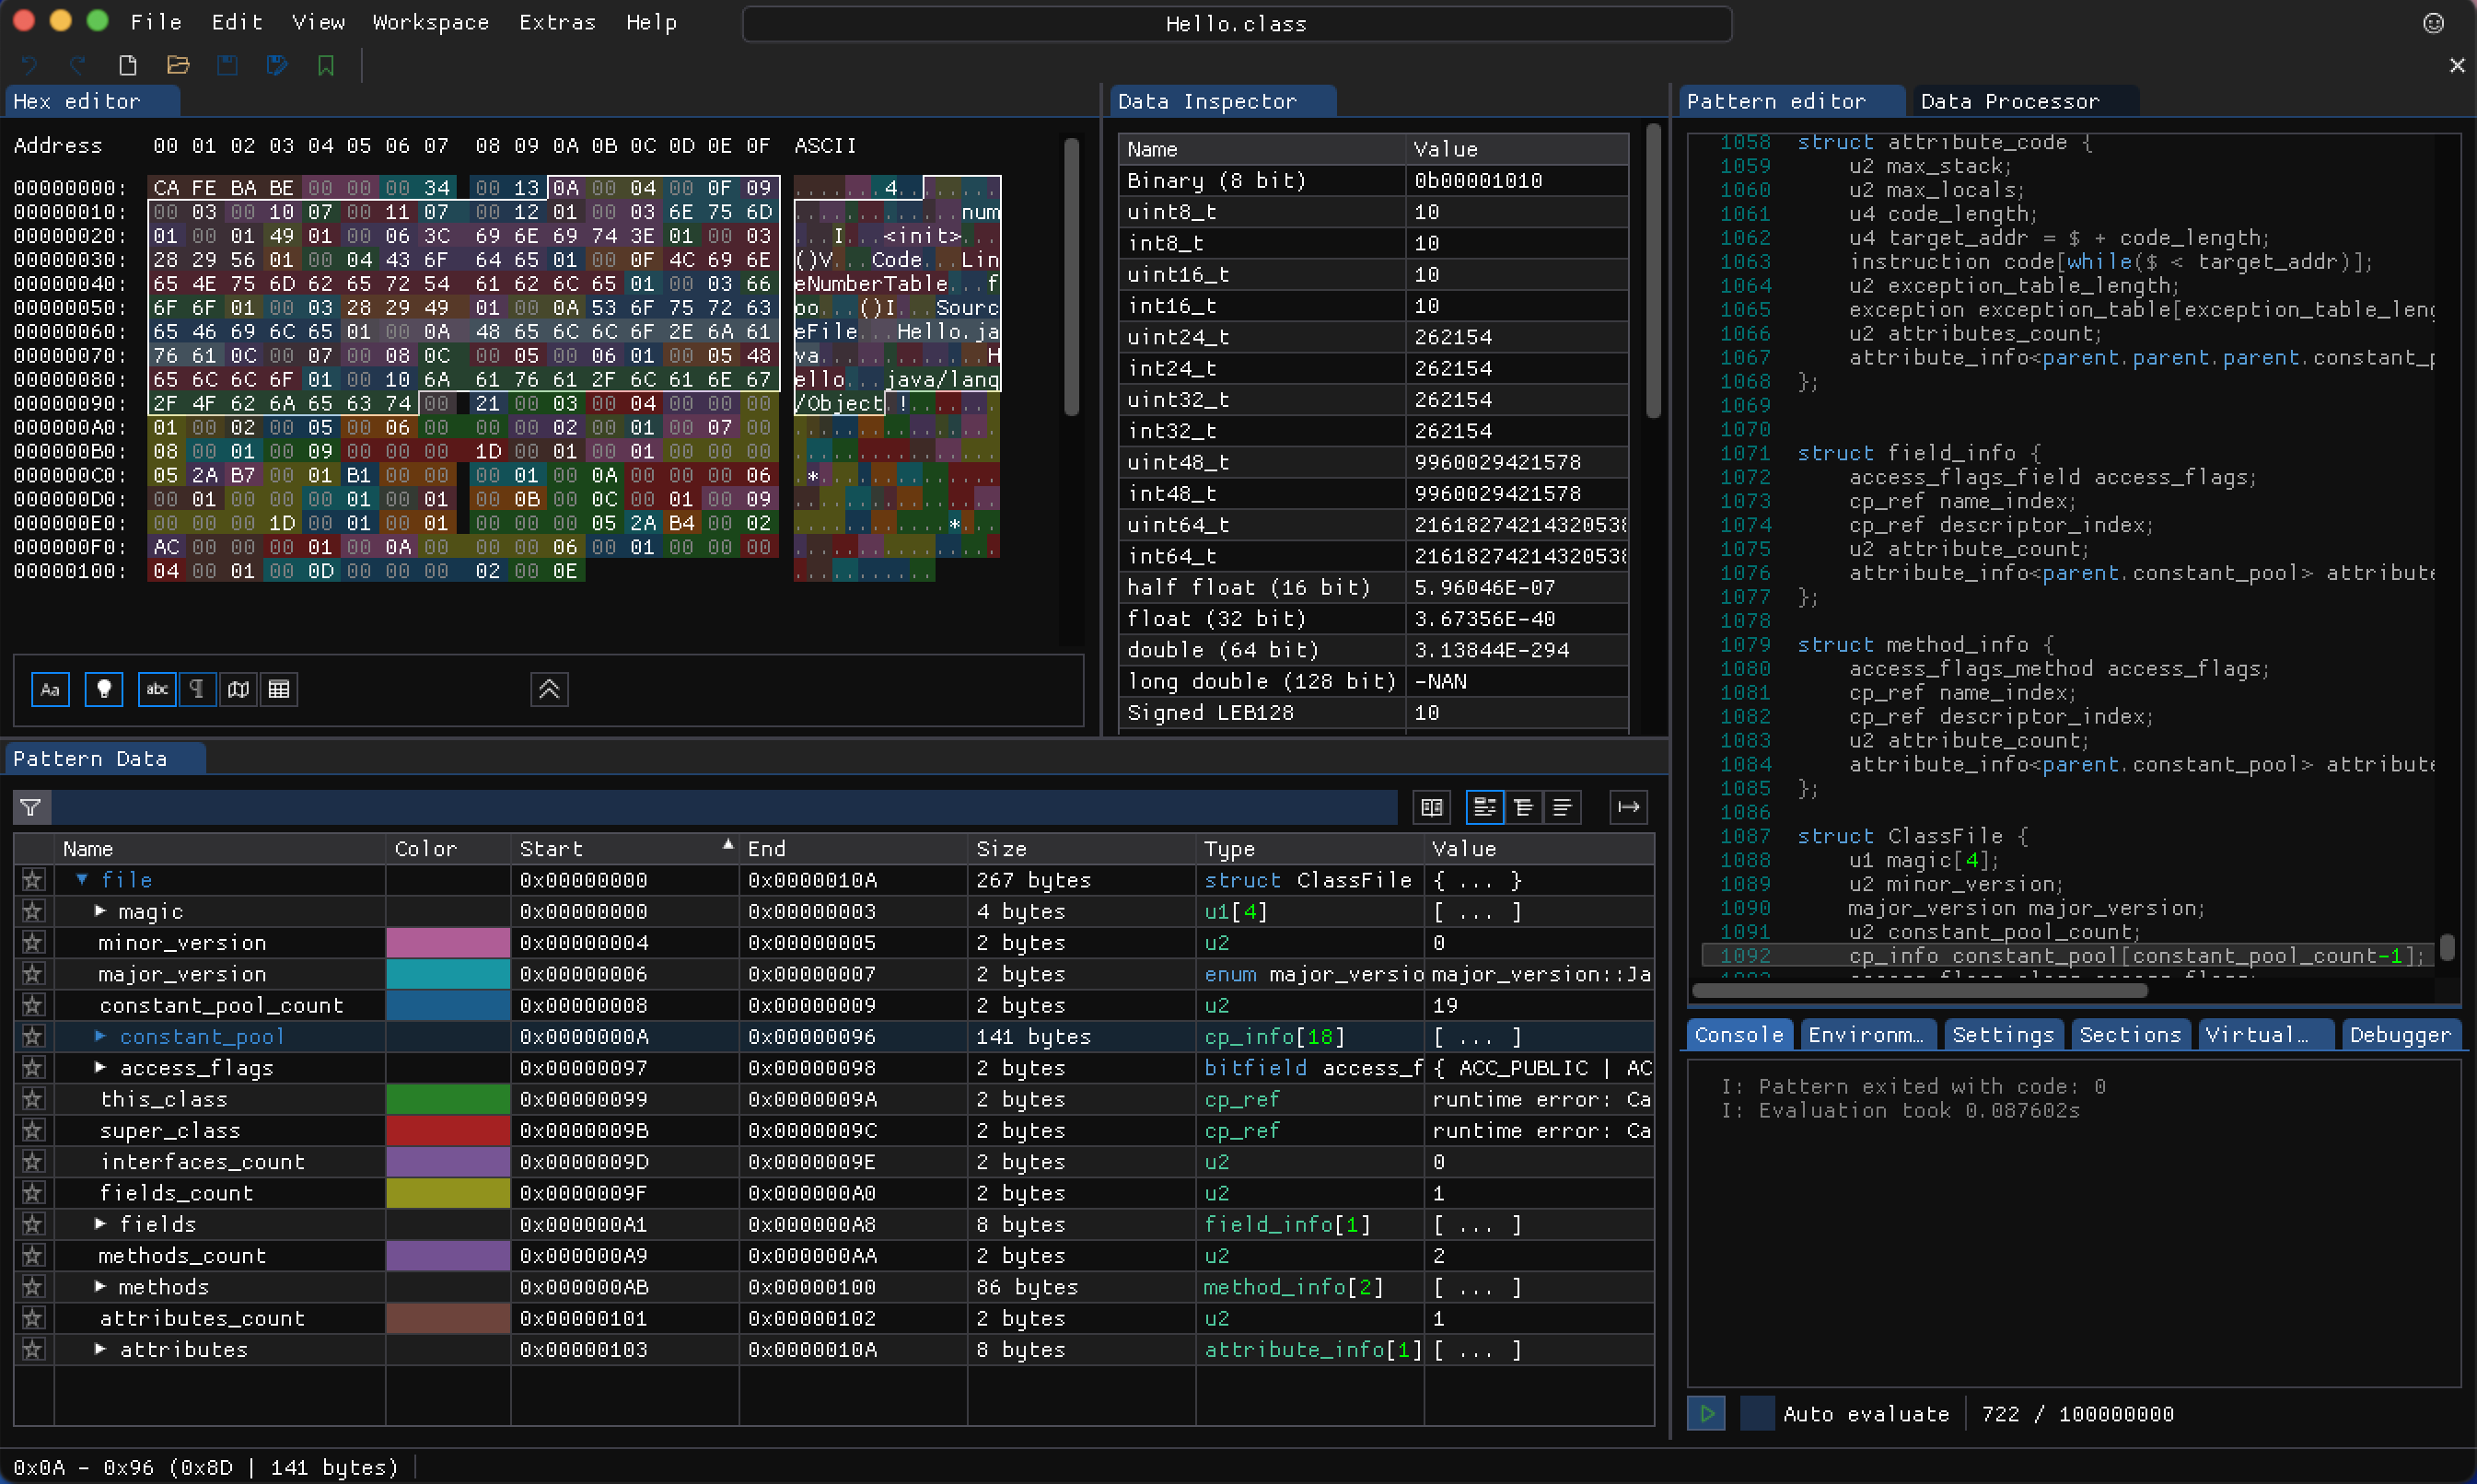 File Edit View Workspace Extras Help
Hello.class
Hex editor
Address 00 01 02 03 04 05 06 07 08 09 0A 0B 0C 0D 0E 0F ASCII
00000000: CA FE BA BE 00 00 00 34 00 13 0A 00 04 00 0F 09 .......4........
00000010: 00 03 00 10 07 00 11 07 00 12 01 00 03 6E 75 6D .............num
00000020: 01 00 01 49 01 00 06 3C 69 6E 69 74 3E 01 00 03 ...I...<init>...
00000030: 28 29 56 01 00 04 43 6F 64 65 01 00 0F 4C 69 6E ()V...Code...Lin
00000040: 65 4E 75 6D 62 65 72 54 61 62 6C 65 01 00 03 66 eNumberTable...f
00000050: 6F 6F 01 00 03 28 29 49 01 00 0A 53 6F 75 72 63 oo...()I...Sourc
00000060: 65 46 69 6C 65 01 00 0A 48 65 6C 6C 6F 2E 6A 61 eFile...Hello.ja
00000070: 76 61 0C 00 07 00 08 0C 00 05 00 06 01 00 05 48 va.............H
00000080: 65 6C 6C 6F 01 00 10 6A 61 76 61 2F 6C 61 6E 67 ello...java/lang
00000090: 2F 4F 62 6A 65 63 74 00 21 00 03 00 04 00 00 00 /Object.!.......
000000A0: 01 00 02 00 05 00 06 00 00 00 02 00 01 00 07 00 ................
000000B0: 08 00 01 00 09 00 00 00 1D 00 01 00 01 00 00 00 ................
000000C0: 05 2A B7 00 01 B1 00 00 00 01 00 0A 00 00 00 06 .*..............
000000D0: 00 01 00 00 00 01 00 01 00 0B 00 0C 00 01 00 09 ................
000000E0: 00 00 00 1D 00 01 00 01 00 00 00 05 2A B4 00 02 ............*...
000000F0: AC 00 00 00 01 00 0A 00 00 00 06 00 01 00 00 00 ................
00000100: 04 00 01 00 0D 00 00 00 02 00 0E ...........
Aa abc
Data Inspector
Name Value
Binary (8 bit) 0b00001010
uint8_t 10
int8_t 10
uint16_t 10
int16_t 10
uint24_t 262154
int24_t 262154
uint32_t 262154
int32_t 262154
uint48_t 9960029421578
int48_t 9960029421578
uint64_t 21618274214320538
int64_t 21618274214320538
half float (16 bit) 5.96046E-07
float (32 bit) 3.67356E-40
double (64 bit) 3.13844E-294
long double (128 bit) -NAN
Signed LEB128 10
Pattern editor Data Processor
1058 struct attribute_code {
1059 u2 max_stack;
1060 u2 max_locals;
1061 u4 code_length;
1062 u4 target_addr = $ + code_length;
1063 instruction code[while($ < target_addr)];
1064 u2 exception_table_length;
1065 exception exception_table[exception_table_leng
1066 u2 attributes_count;
1067 attribute_info<parent.parent.parent.constant_p
1068 };
1069
1070
1071 struct field_info {
1072 access_flags_field access_flags;
1073 cp_ref name_index;
1074 cp_ref descriptor_index;
1075 u2 attribute_count;
1076 attribute_info<parent.constant_pool> attribute
1077 };
1078
1079 struct method_info {
1080 access_flags_method access_flags;
1081 cp_ref name_index;
1082 cp_ref descriptor_index;
1083 u2 attribute_count;
1084 attribute_info<parent.constant_pool> attribute
1085 };
1086
1087 struct ClassFile {
1088 u1 magic[4];
1089 u2 minor_version;
1090 major_version major_version;
1091 u2 constant_pool_count;
1092 cp_info constant_pool[constant_pool_count-1];
Pattern Data
Name Color Start End Size Type Value
file 0x00000000 0x0000010A 267 bytes struct ClassFile { ... }
magic 0x00000000 0x00000003 4 bytes u1[4] [ ... ]
minor_version 0x00000004 0x00000005 2 bytes u2 0
major_version 0x00000006 0x00000007 2 bytes enum major_versio major_version::Ja
constant_pool_count 0x00000008 0x00000009 2 bytes u2 19
constant_pool 0x0000000A 0x00000096 141 bytes cp_info[18] [ ... ]
access_flags 0x00000097 0x00000098 2 bytes bitfield access_f { ACC_PUBLIC | AC
this_class 0x00000099 0x0000009A 2 bytes cp_ref runtime error: Ca
super_class 0x0000009B 0x0000009C 2 bytes cp_ref runtime error: Ca
interfaces_count 0x0000009D 0x0000009E 2 bytes u2 0
fields_count 0x0000009F 0x000000A0 2 bytes u2 1
fields 0x000000A1 0x000000A8 8 bytes field_info[1] [ ... ]
methods_count 0x000000A9 0x000000AA 2 bytes u2 2
methods 0x000000AB 0x00000100 86 bytes method_info[2] [ ... ]
attributes_count 0x00000101 0x00000102 2 bytes u2 1
attributes 0x00000103 0x0000010A 8 bytes attribute_info[1] [ ... ]
Console Environm… Settings Sections Virtual… Debugger
I: Pattern exited with code: 0
I: Evaluation took 0.087602s
Auto evaluate 722 / 100000000
0x0A - 0x96 (0x8D | 141 bytes)